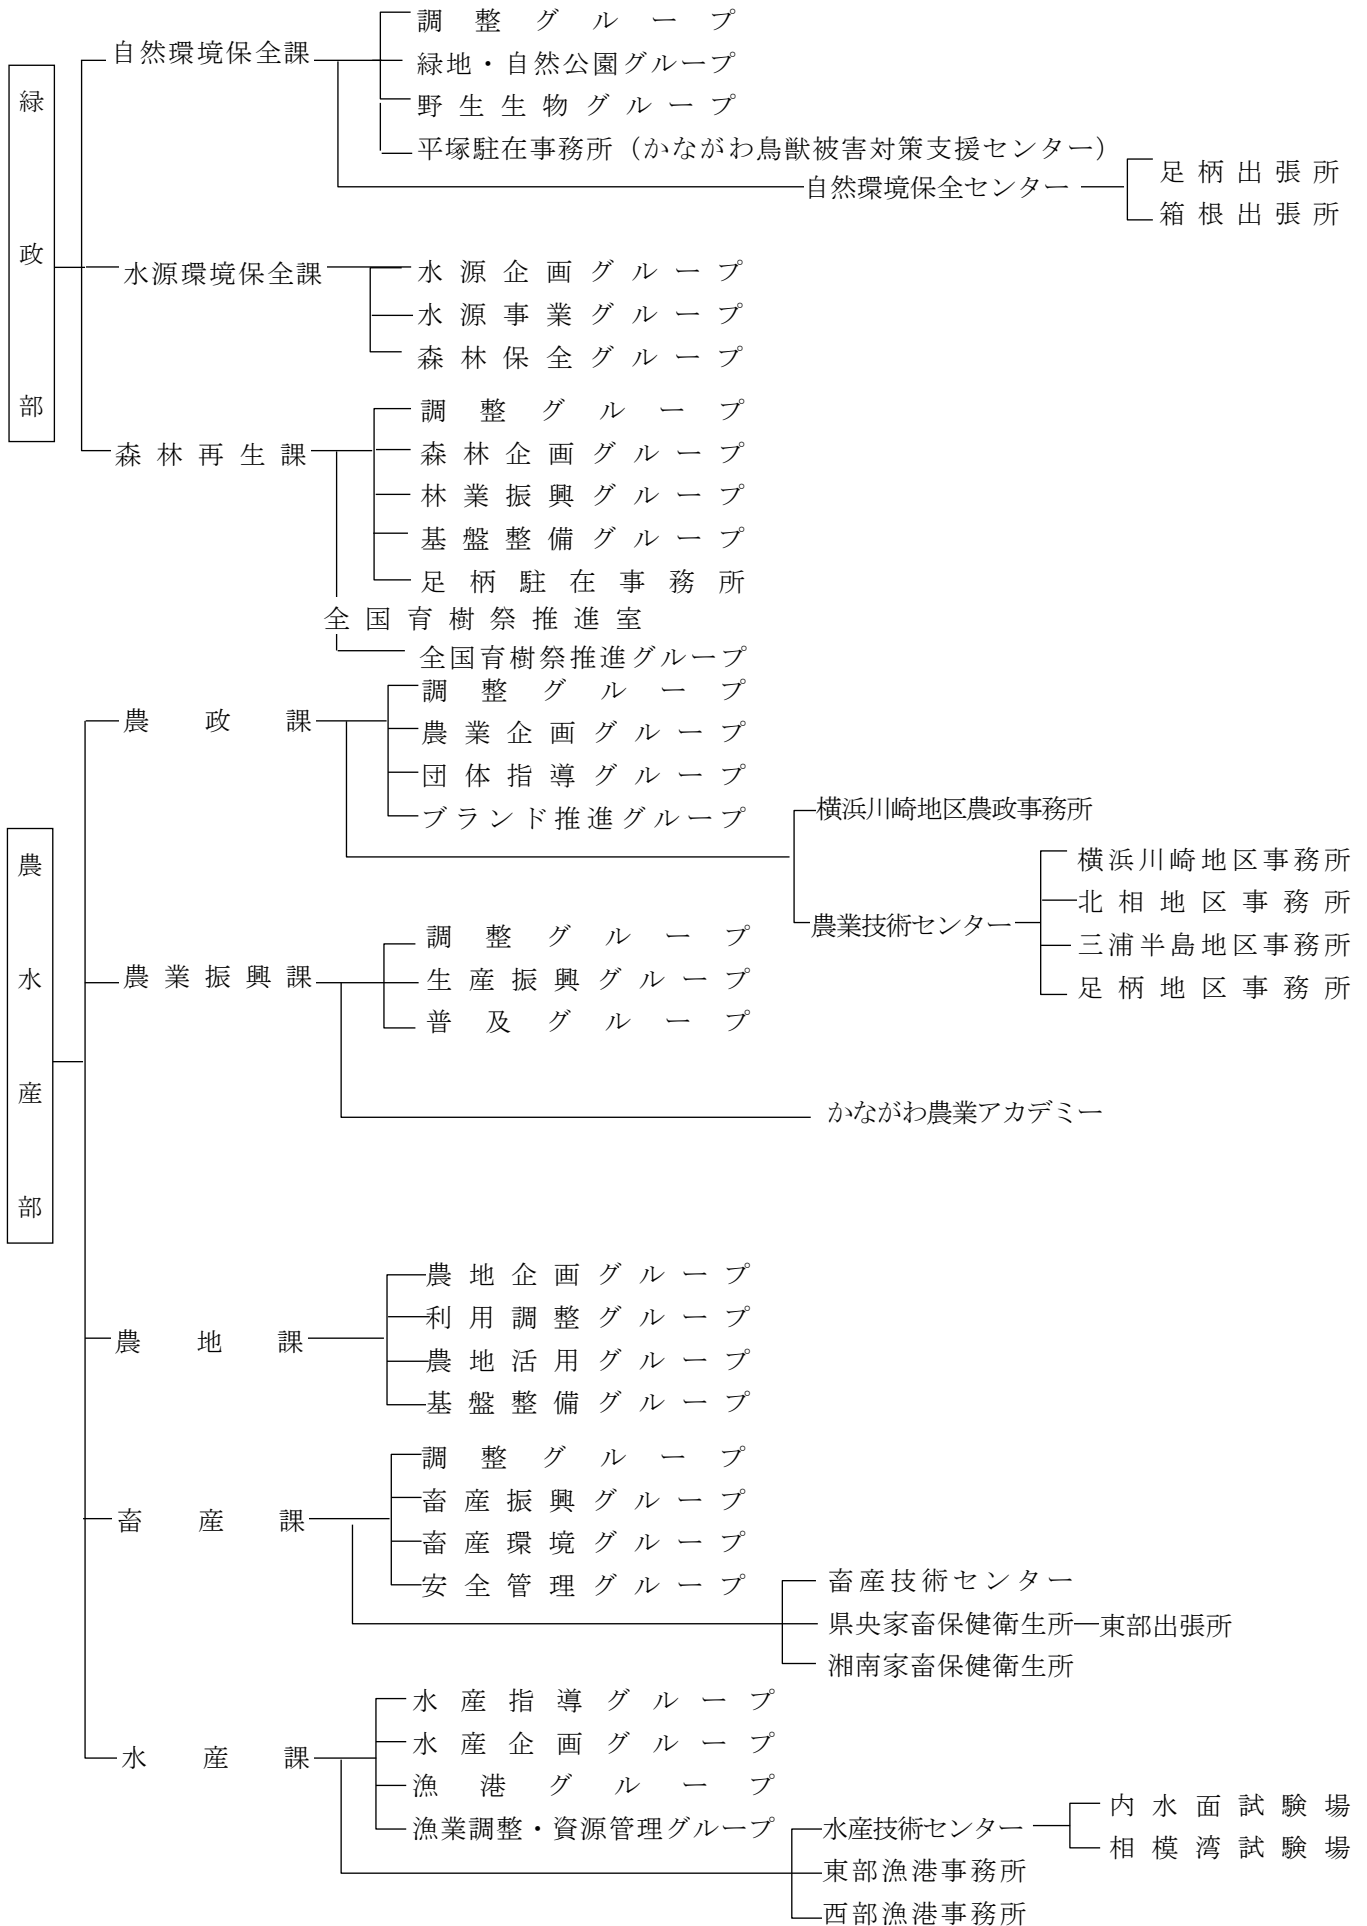 緑政部
自然環境保全課
調整グループ
緑地・自然公園グループ
野生生物グループ
平塚駐在事務所（かながわ鳥獣被害対策支援センター）
自然環境保全センター
足柄出張所
箱根出張所
水源環境保全課
水源企画グループ
水源事業グループ
森林保全グループ
森林再生課
調整グループ
森林企画グループ
林業振興グループ
基盤整備グループ
足柄駐在事務所
全国育樹祭推進室
全国育樹祭推進グループ
農水産部
農政課
調整グループ
農業企画グループ
団体指導グループ
ブランド推進グループ
横浜川崎地区農政事務所
農業技術センター
横浜川崎地区事務所
北相地区事務所
三浦半島地区事務所
足柄地区事務所
農業振興課
調整グループ
生産振興グループ
普及グループ
かながわ農業アカデミー
農地課
農地企画グループ
利用調整グループ
農地活用グループ
基盤整備グループ
畜産課
調整グループ
畜産振興グループ
畜産環境グループ
安全管理グループ
畜産技術センター
県央家畜保健衛生所
東部出張所
湘南家畜保健衛生所
水産課
水産指導グループ
水産企画グループ
漁港グループ
漁業調整・資源管理グループ
水産技術センター
内水面試験場
相模湾試験場
東部漁港事務所
西部漁港事務所